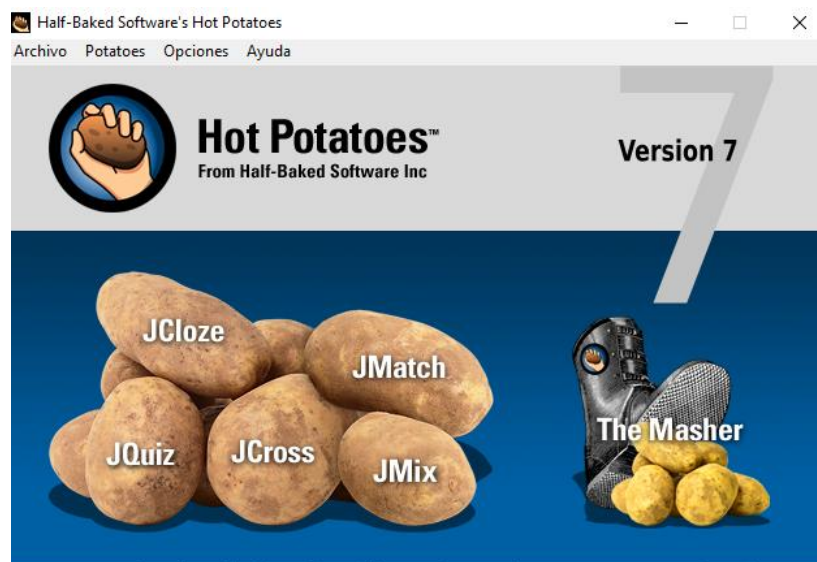 Half-Baked Software's Hot Potatoes
Archivo Potatoes Opciones Ayuda
Hot Potatoes™
From Half-Baked Software Inc
Version 7
7
JCloze
JMatch
JQuiz
JCross
JMix
The Masher